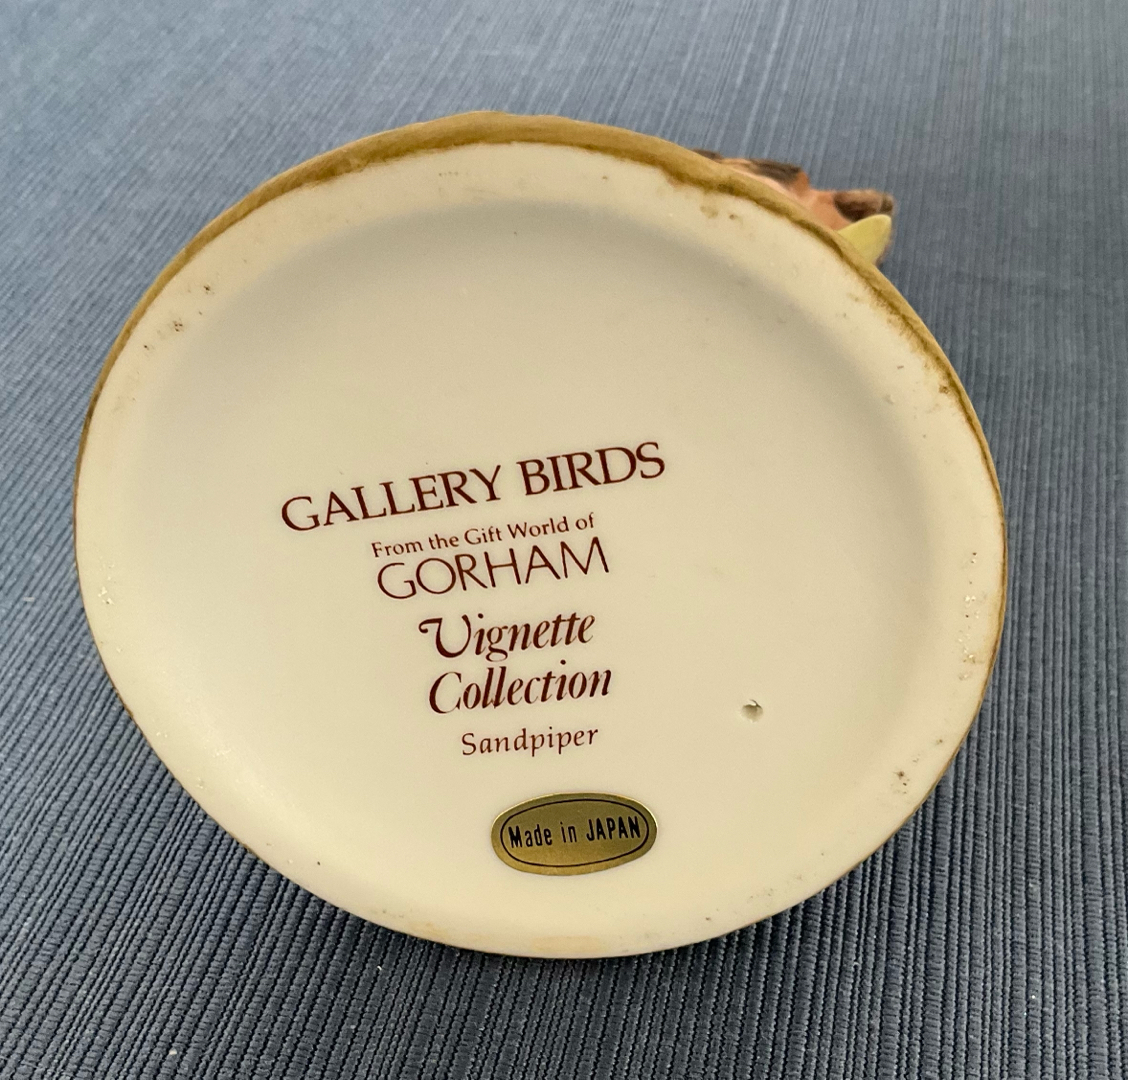 GALLERY BIRDS
From the Gift World of
GORHAM
Vignette
Collection
Sandpiper
Made in JAPAN